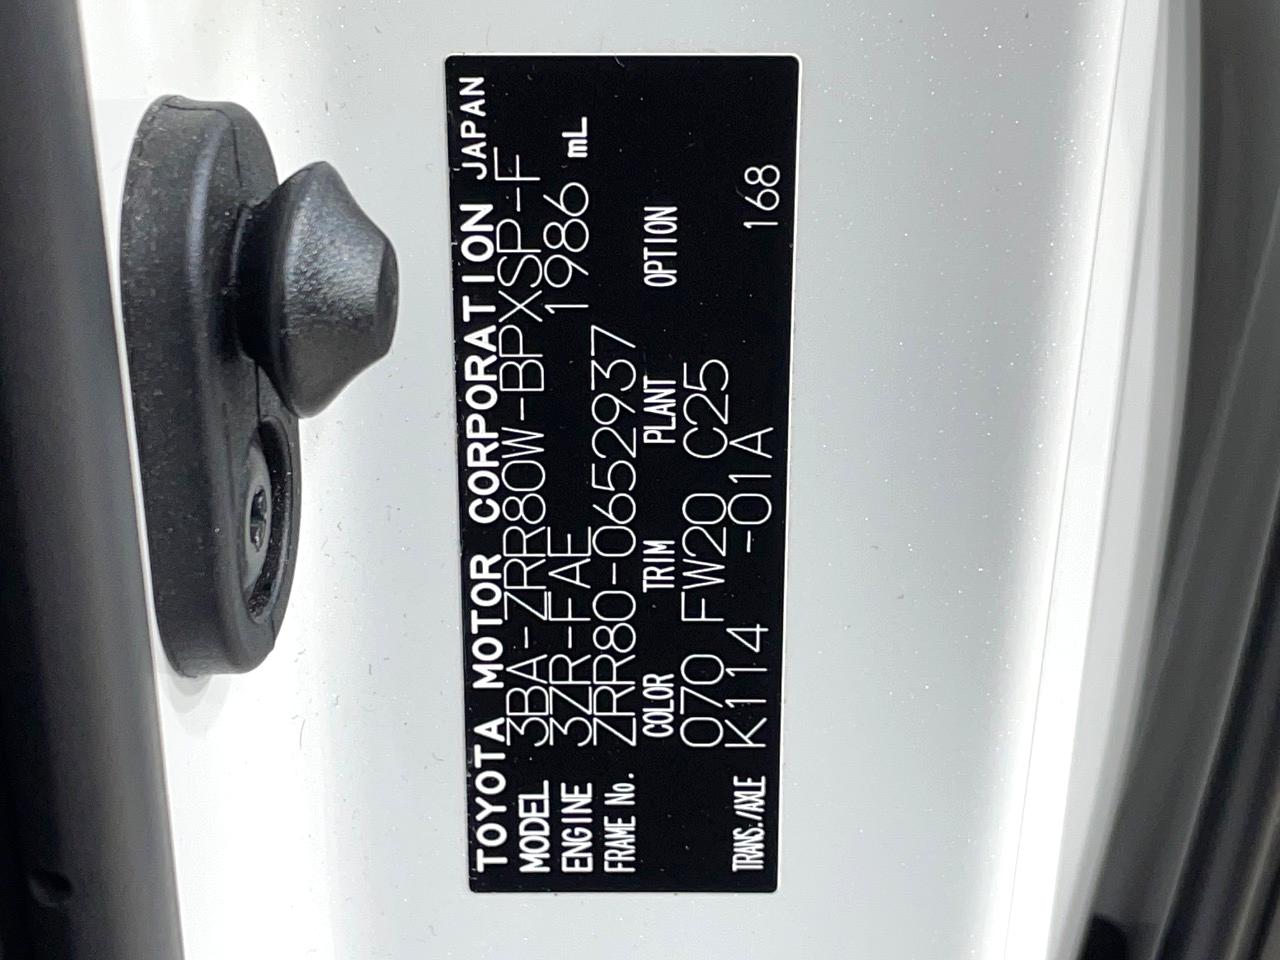 TOYOTA MOTOR CORPORATION JAPAN
MODEL 3BA-ZRR80W-BPXSP-F
ENGINE 3ZR-FAE 1986 mL
FRAME No. ZRR80-0652937
COLOR TRIM PLANT OPTION
070 FW20 C25
TRANS./AXLE K114 -01A 168